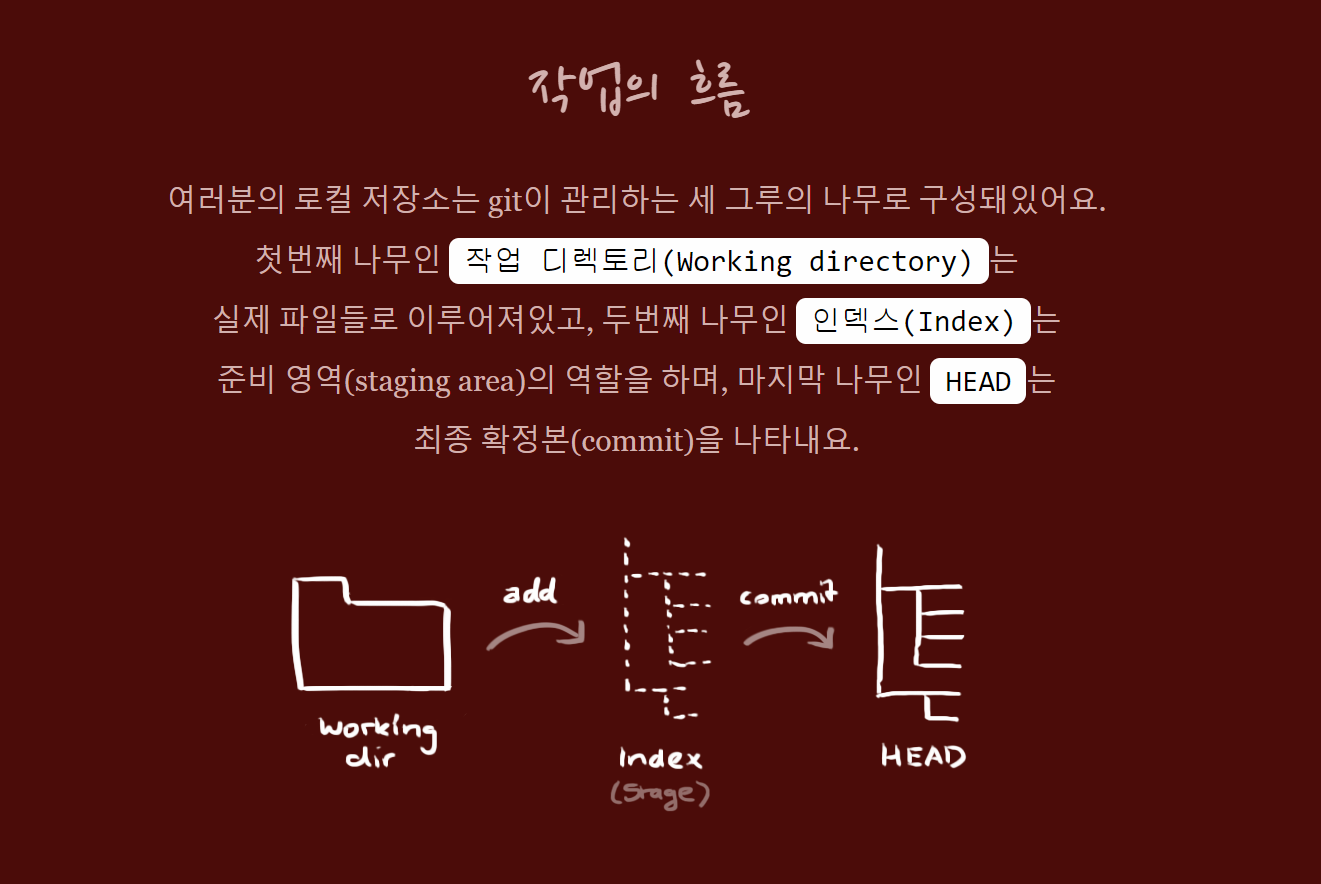 작업의 흐름
여러분의 로컬 저장소는 git이 관리하는 세 그루의 나무로 구성돼있어요.
첫번째 나무인 작업 디렉토리(Working directory)는
실제 파일들로 이루어져있고, 두번째 나무인 인덱스(Index)는
준비 영역(staging area)의 역할을 하며, 마지막 나무인 HEAD는
최종 확정본(commit)을 나타내요.
add
commit
working
dir
Index
(Stage)
HEAD